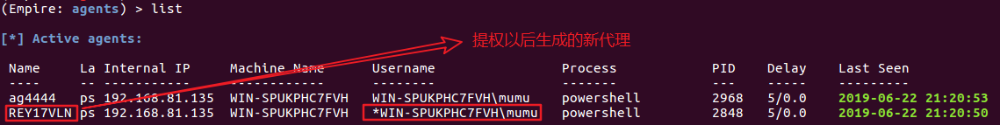 (Empire: agents) > list
[*] Active agents:
提权以后生成的新代理
Name La Internal IP Machine Name Username Process PID Delay Last Seen
---- -- ----------- ------------ -------- ------- --- ----- ---------
ag4444 ps 192.168.81.135 WIN-SPUKPHC7FVH WIN-SPUKPHC7FVH\mumu powershell 2968 5/0.0 2019-06-22 21:20:53
REY17VLN ps 192.168.81.135 WIN-SPUKPHC7FVH *WIN-SPUKPHC7FVH\mumu powershell 2848 5/0.0 2019-06-22 21:20:50